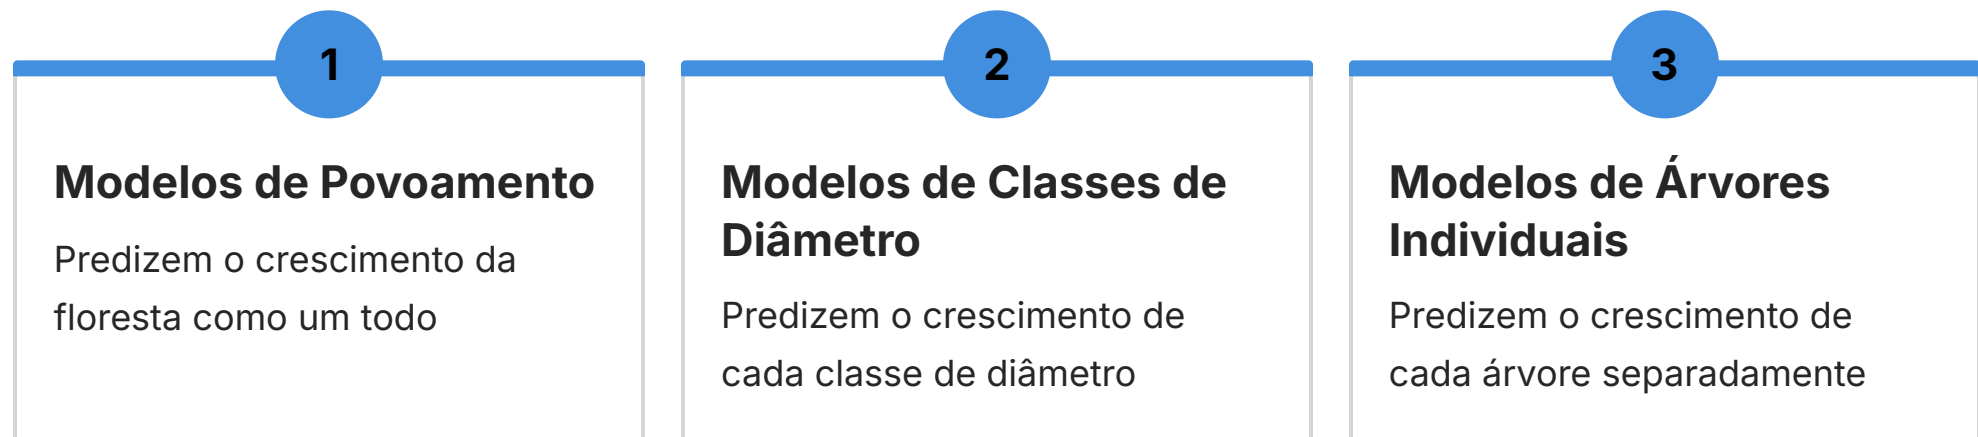 1
Modelos de Povoamento
Predizem o crescimento da
floresta como um todo
2
Modelos de Classes de
Diâmetro
Predizem o crescimento de
cada classe de diâmetro
3
Modelos de Árvores
Individuais
Predizem o crescimento de
cada árvore separadamente